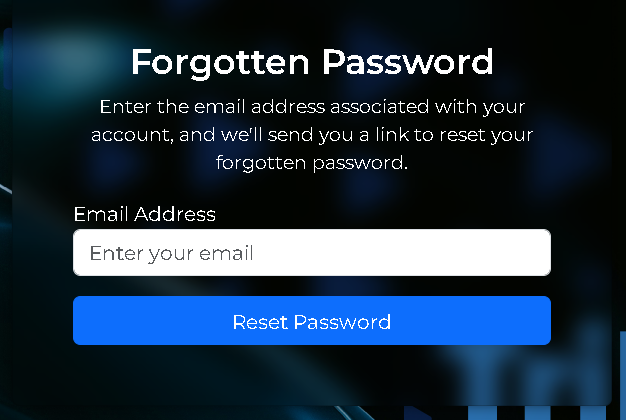 Forgotten Password
Enter the email address associated with your
account, and we'll send you a link to reset your
forgotten password.
Email Address
Enter your email
Reset Password